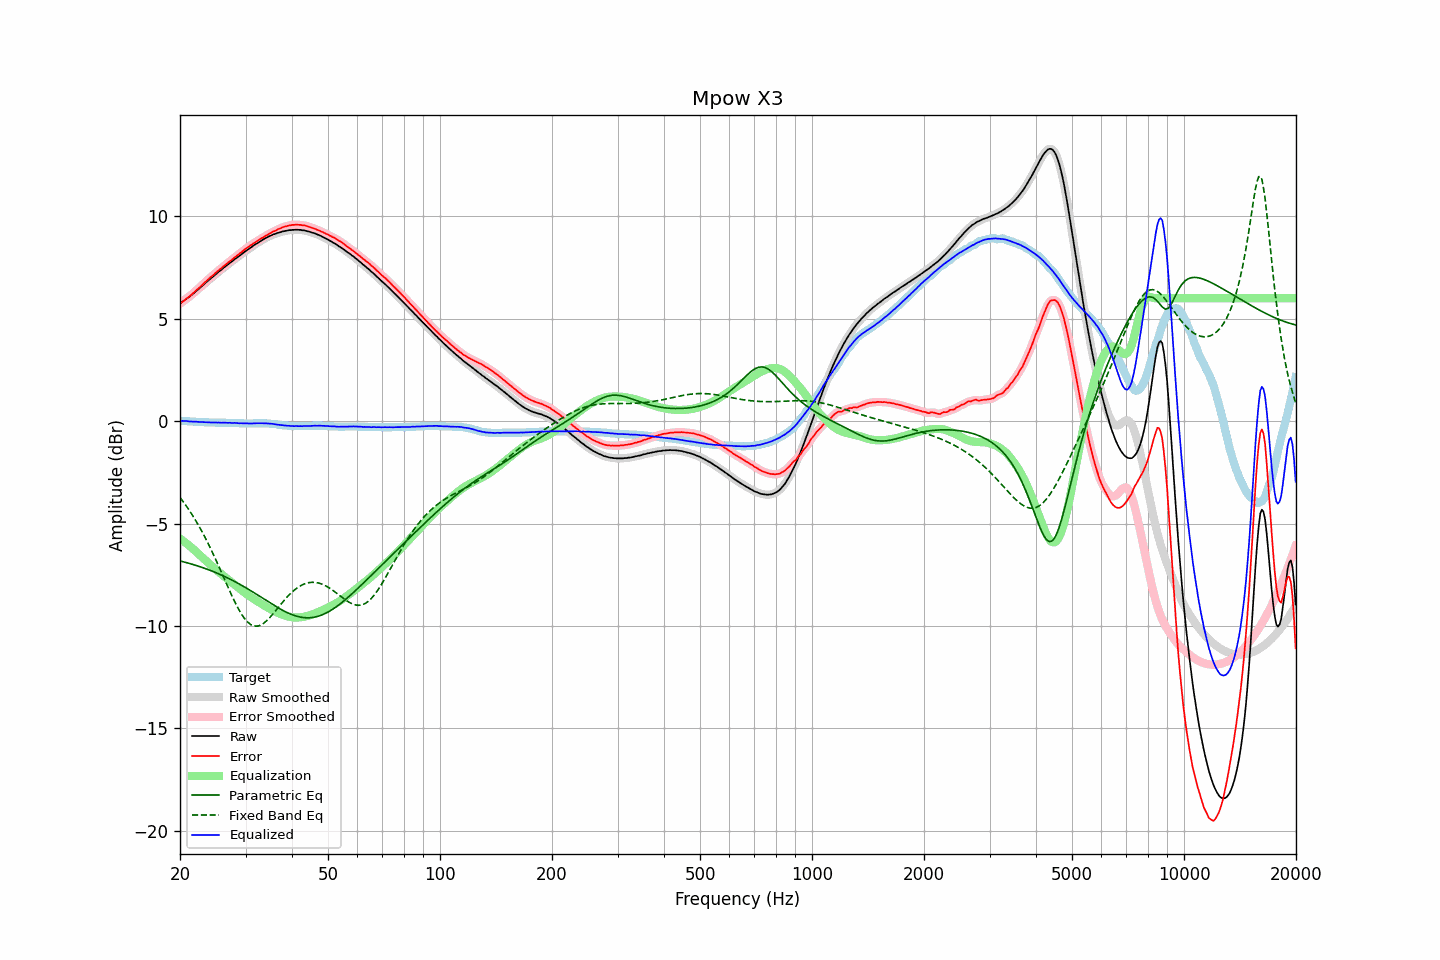 Mpow X3
Amplitude (dBr)
10
5
0
−5
−10
−15
−20
Target
Raw Smoothed
Error Smoothed
Raw
Error
Equalization
Parametric Eq
Fixed Band Eq
Equalized
20 50 100 200 500 1000 2000 5000 10000 20000
Frequency (Hz)